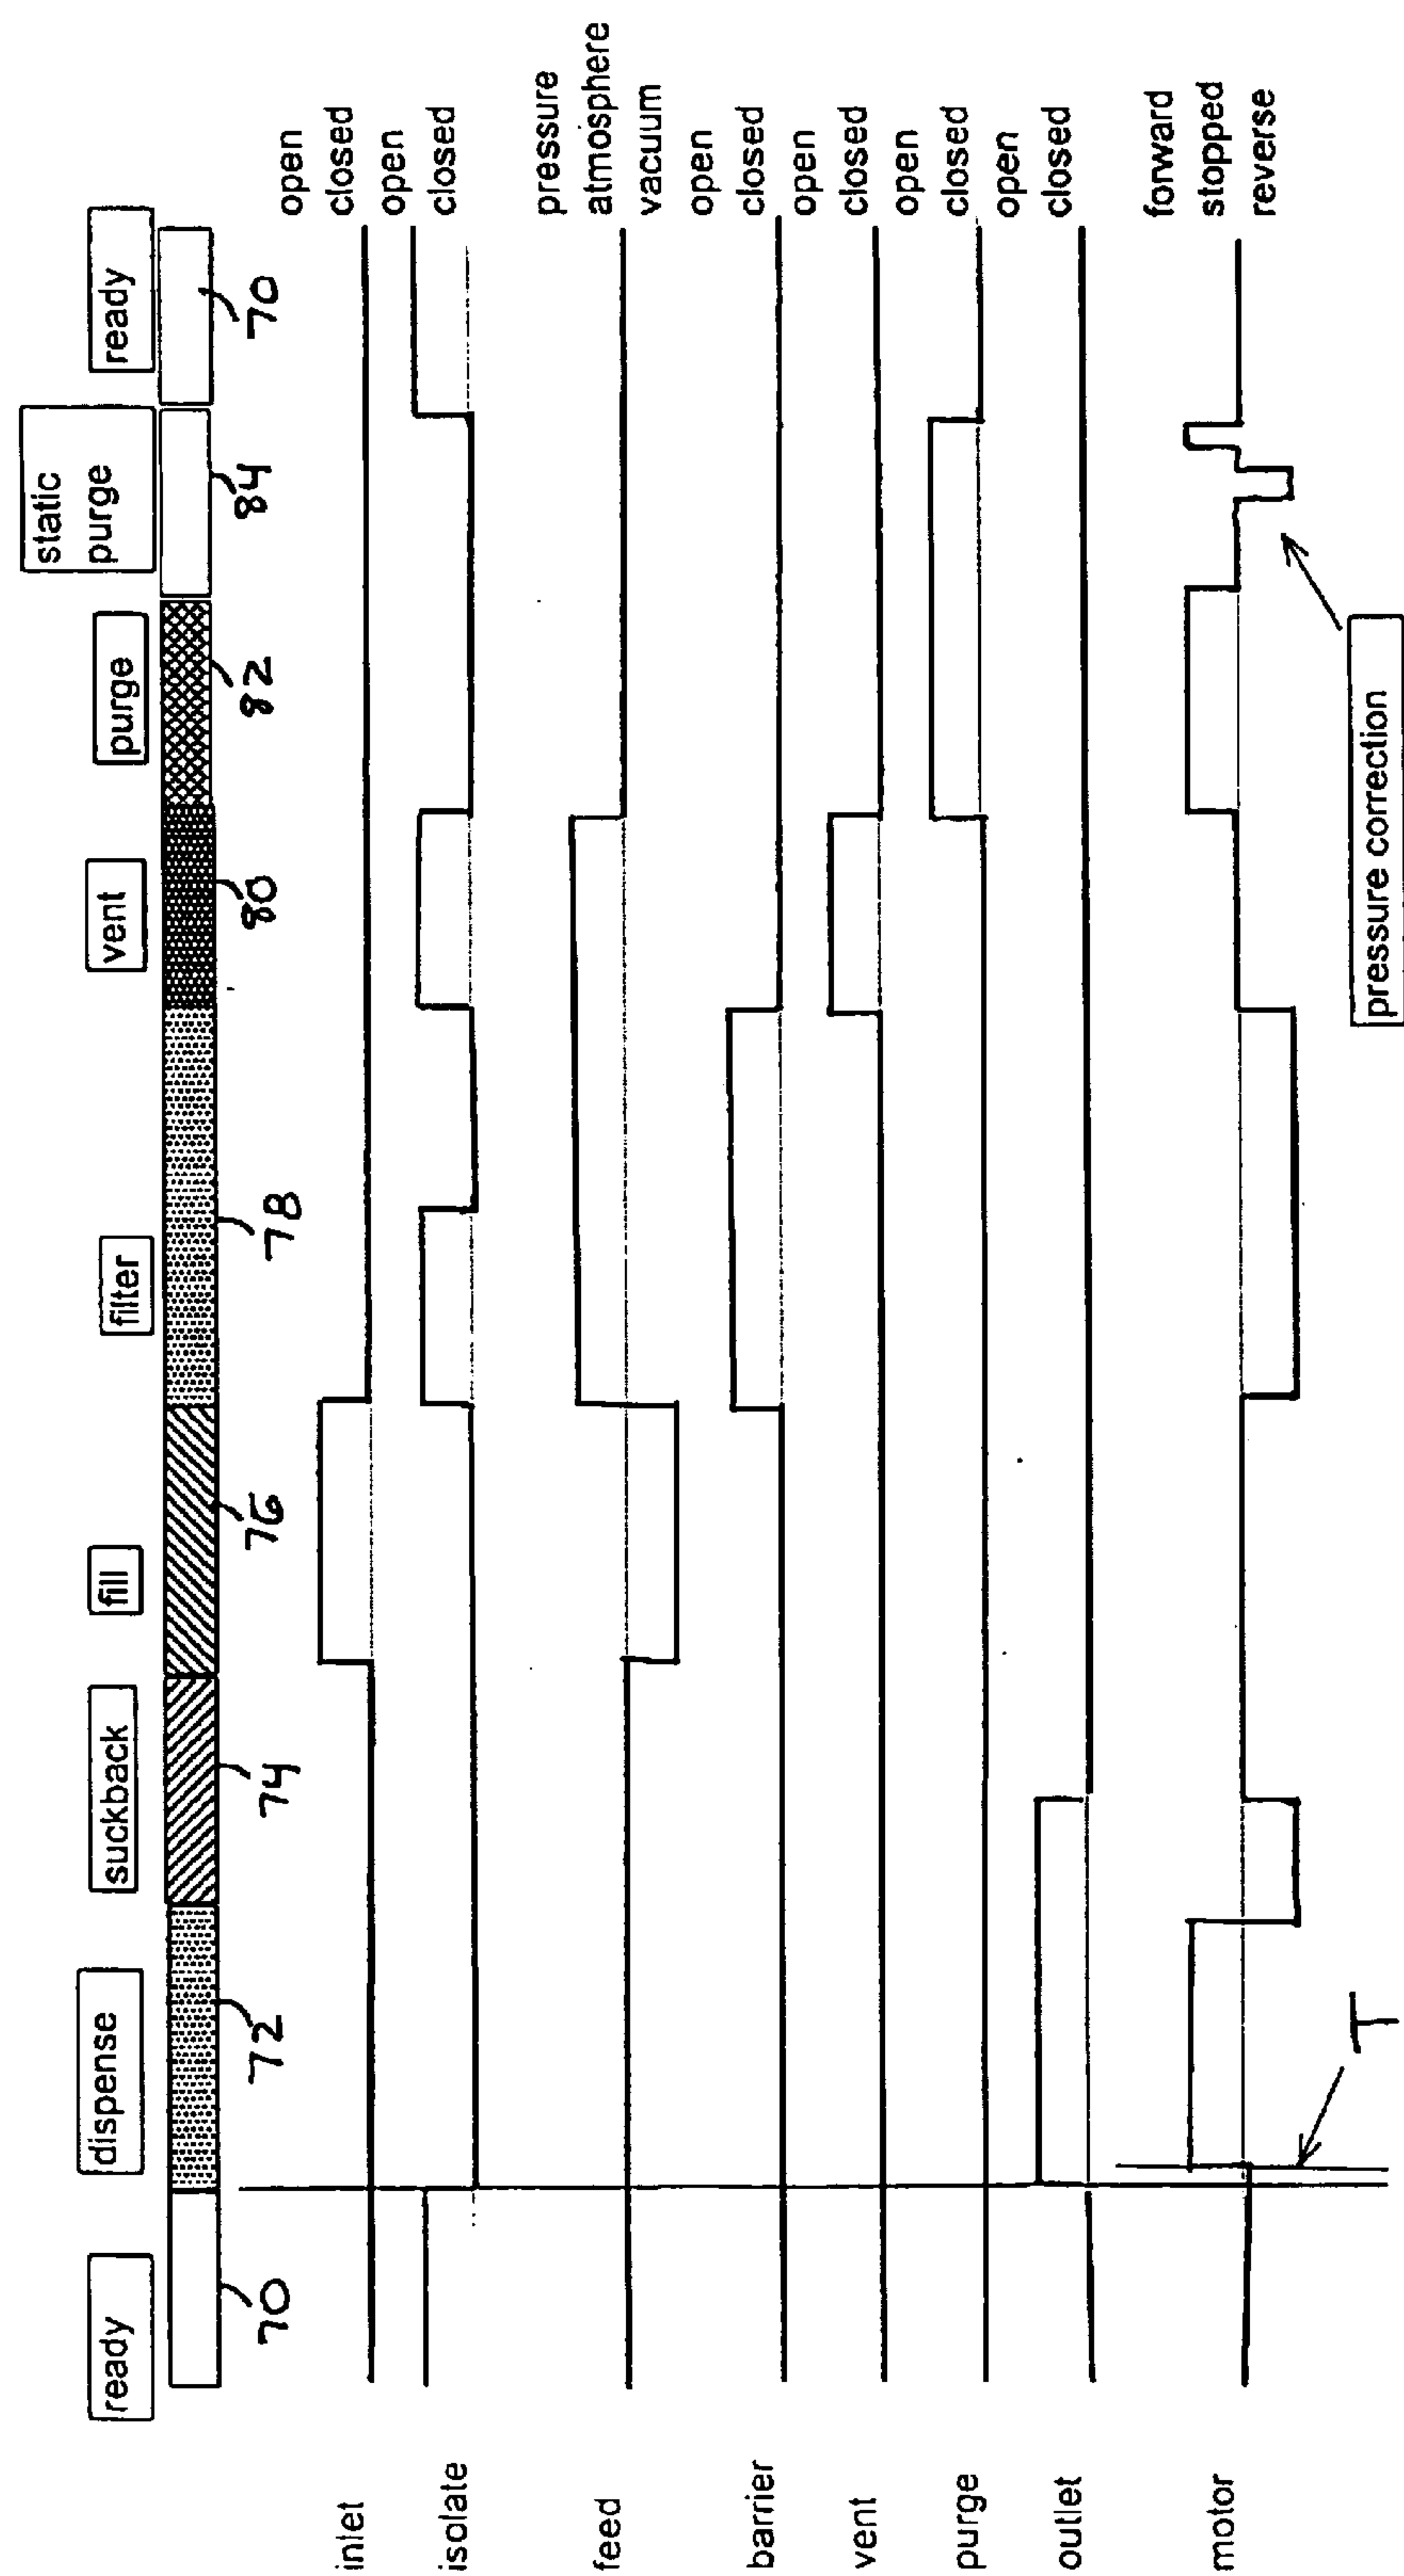 ready
dispense
suckback
fill
filter
vent
purge
static
purge
ready
70
72
74
76
78
80
82
84
70
inlet
open
closed
isolate
open
closed
feed
pressure
atmosphere
vacuum
barrier
open
closed
vent
open
closed
purge
open
closed
outlet
open
closed
motor
forward
stopped
reverse
T
pressure correction